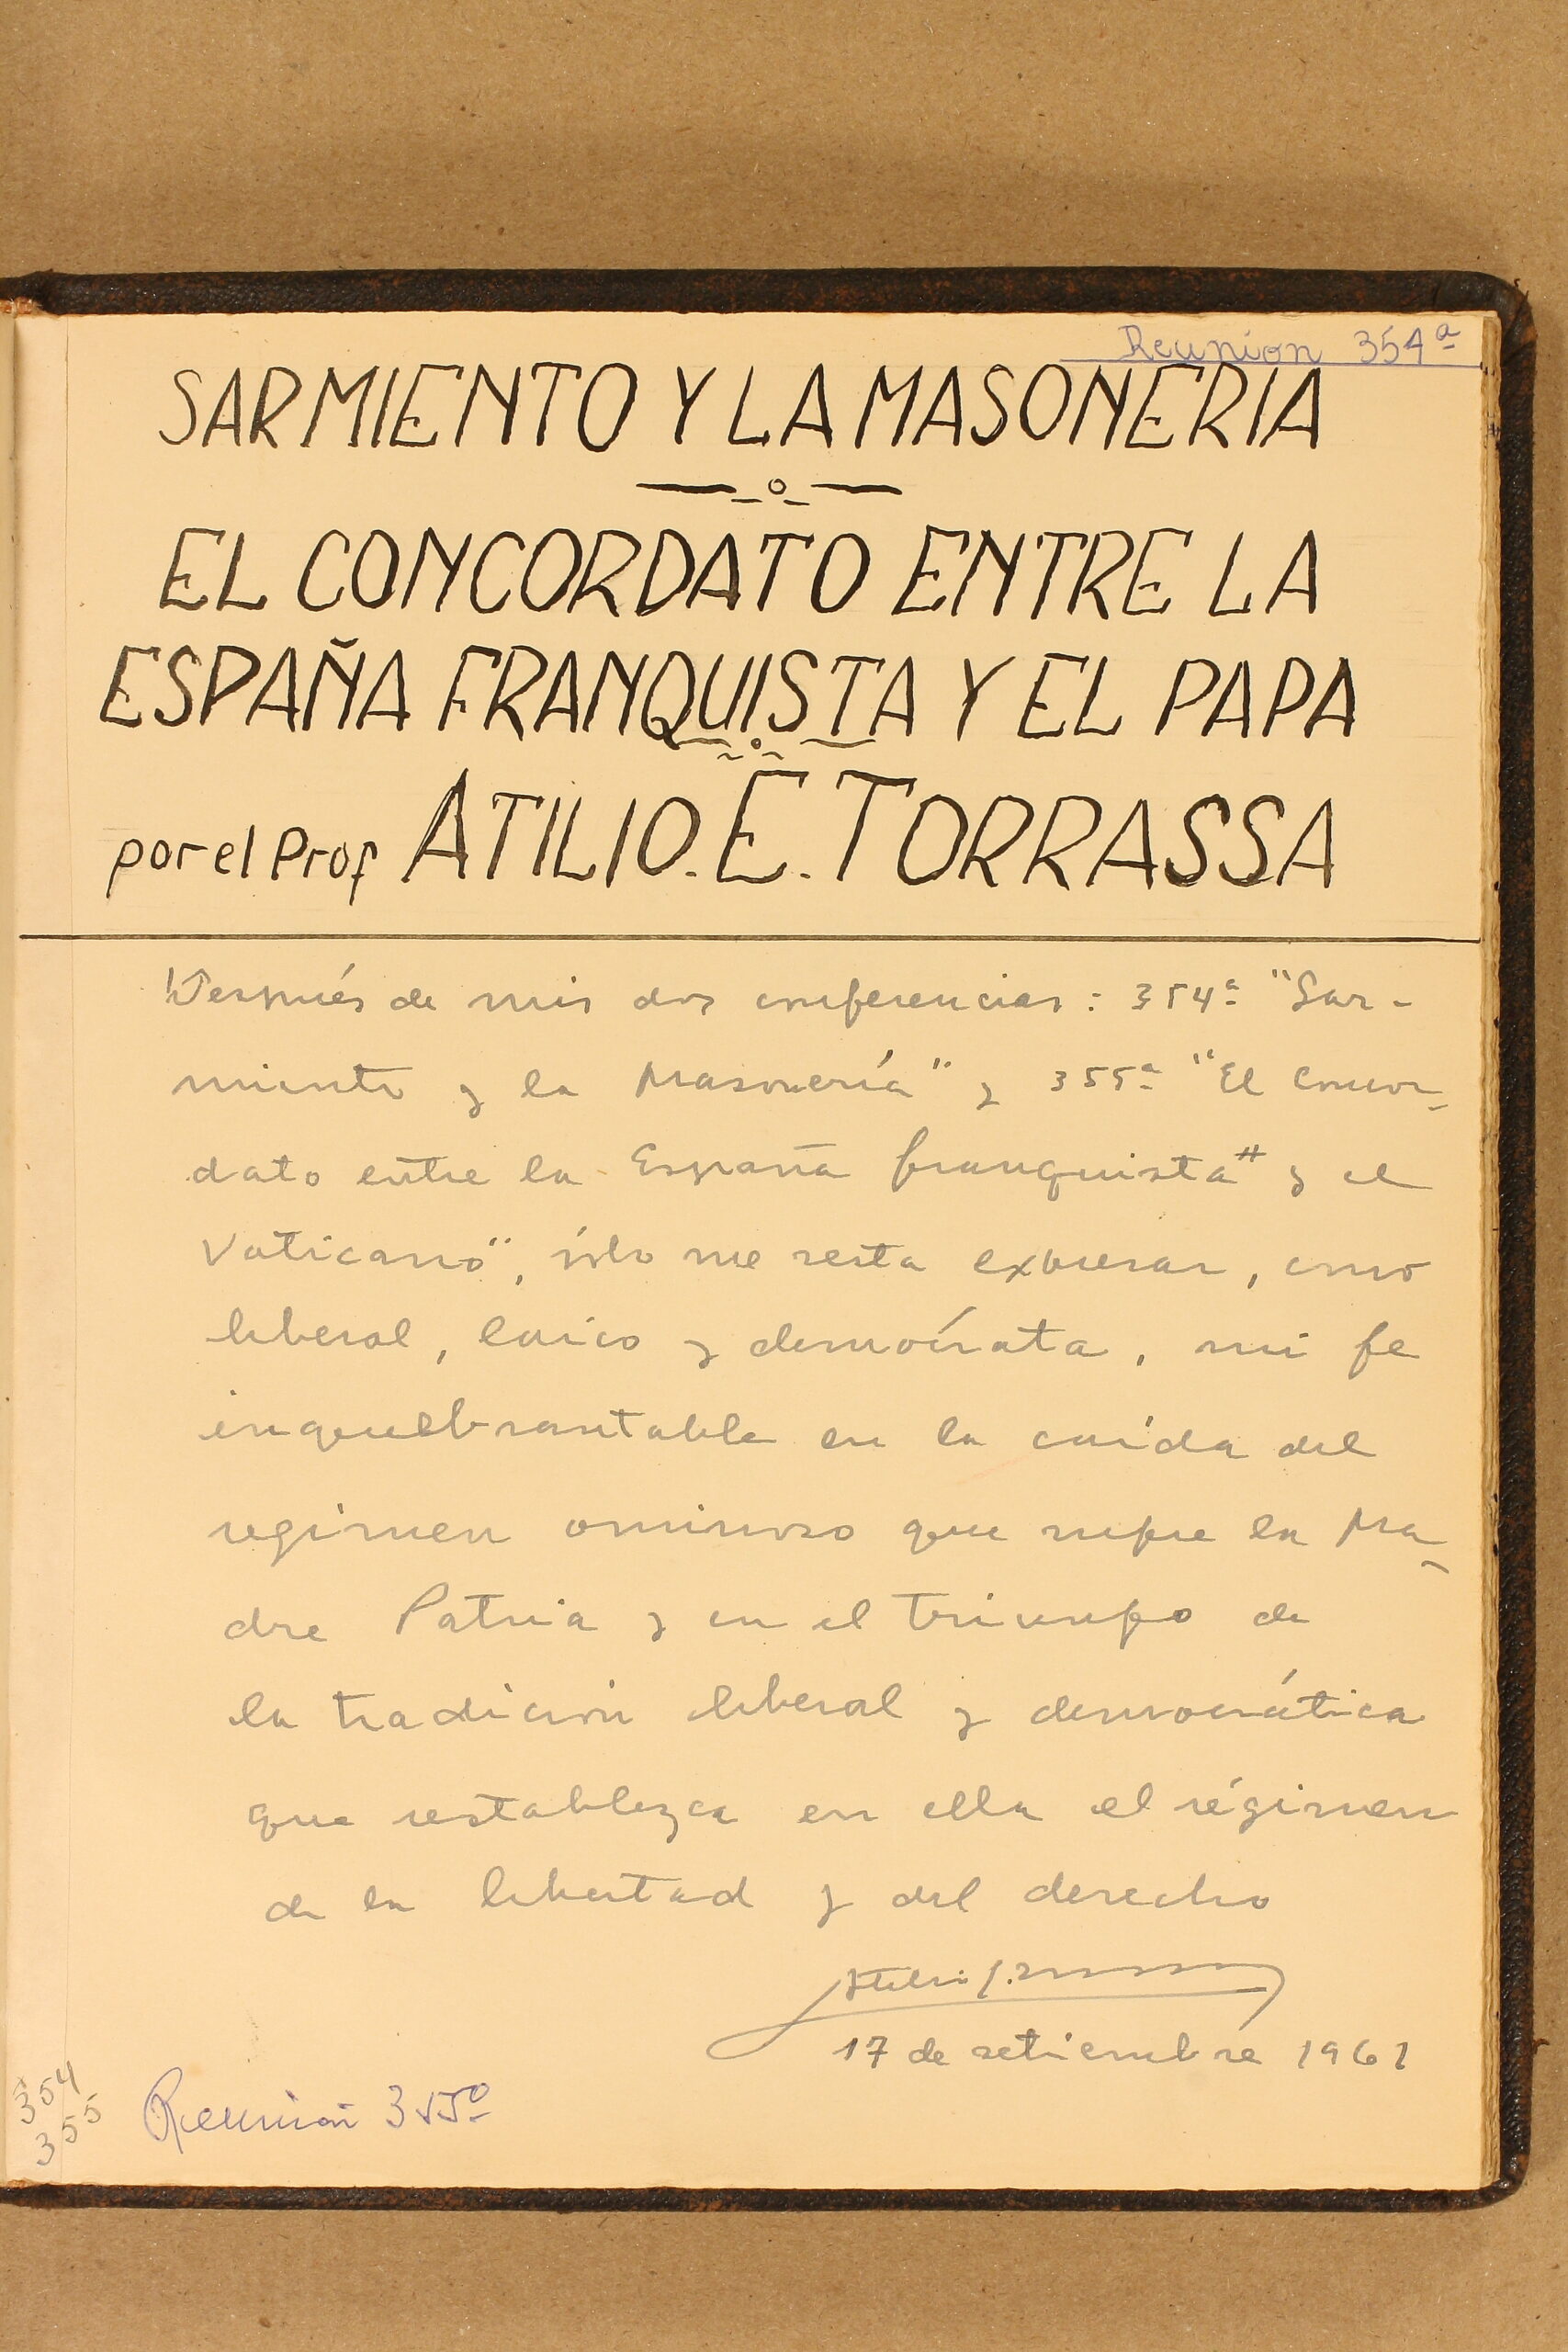 Reunion 354ª
SARMIENTO Y LA MASONERIA
EL CONCORDATO ENTRE LA
ESPAÑA FRANQUISTA Y EL PAPA
por el Prof ATILIO. E. TORRASSA
Después de mis dos conferencias: 354ª "Sar-
miento y la Masonería" y 355ª "El Concor-
dato entre la España franquista" y el
Vaticano", sólo me resta expresar, como
liberal, laico y demócrata, mi fe
inquebrantable en la caída del
regimen ominoso que sufre la Ma-
dre Patria y en el triunfo de
la tradición liberal y democrática
que restablezca en ella el régimen
de la libertad y del derecho
Atilio E.
17 de setiembre 1961
354
355
Reunión 355º